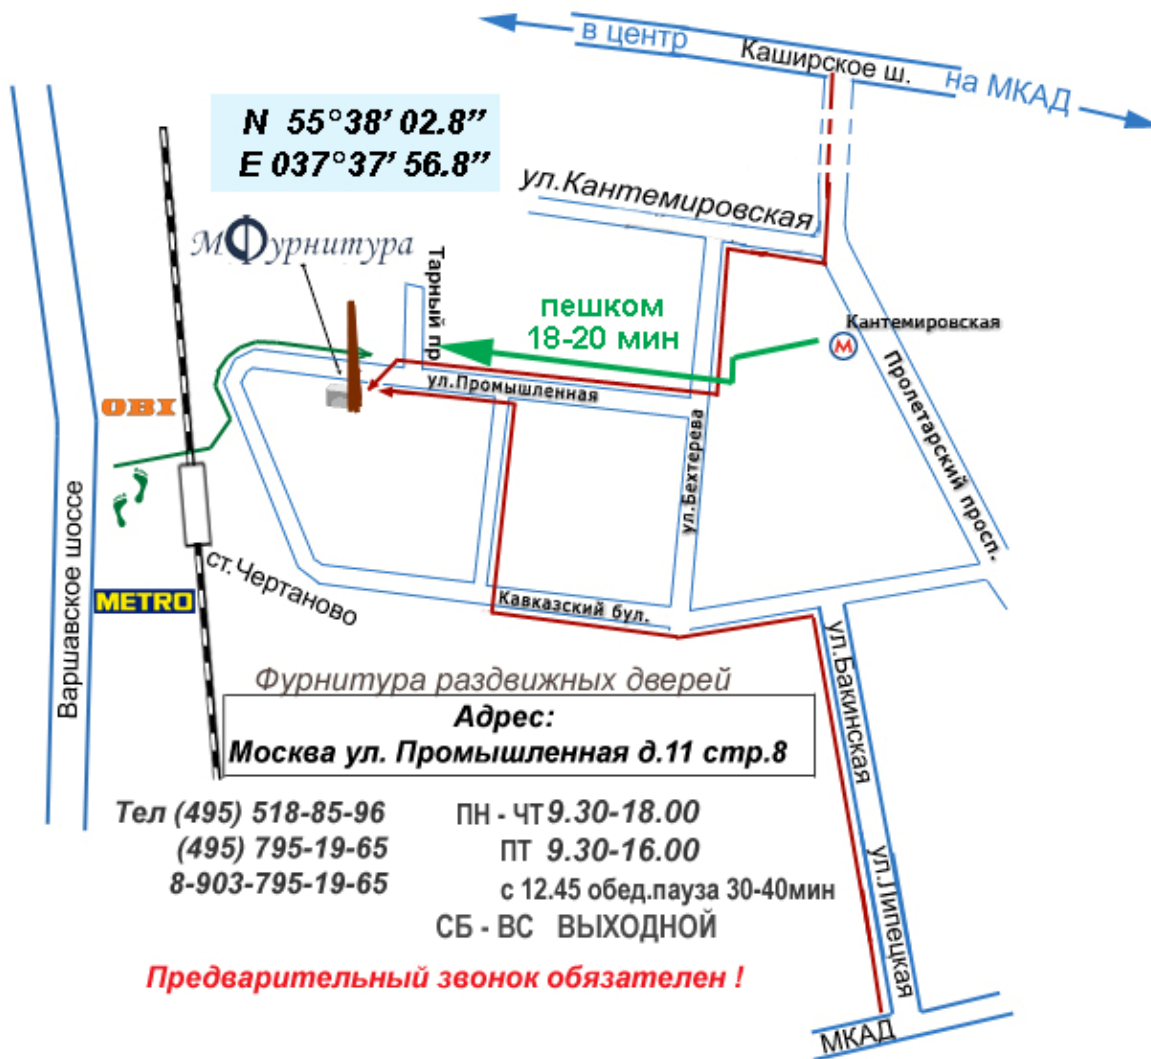 в центр
Каширское ш.
на МКАД
N 55°38' 02.8"
E 037°37' 56.8"
ул.Кантемировская
МФурнитура
Тарный пр
пешком
18-20 мин
Кантемировская
М
ул.Промышленная
OBI
Пролетарский просп.
ул.Бехтерева
Варшавское шоссе
ст.Чертаново
METRO
Кавказский бул.
ул.Бакинская
Фурнитура раздвижных дверей
Адрес:
Москва ул. Промышленная д.11 стр.8
Тел (495) 518-85-96
(495) 795-19-65
8-903-795-19-65
ПН - ЧТ 9.30-18.00
ПТ 9.30-16.00
с 12.45 обед.пауза 30-40мин
СБ - ВС ВЫХОДНОЙ
ул.Липецкая
Предварительный звонок обязателен !
МКАД